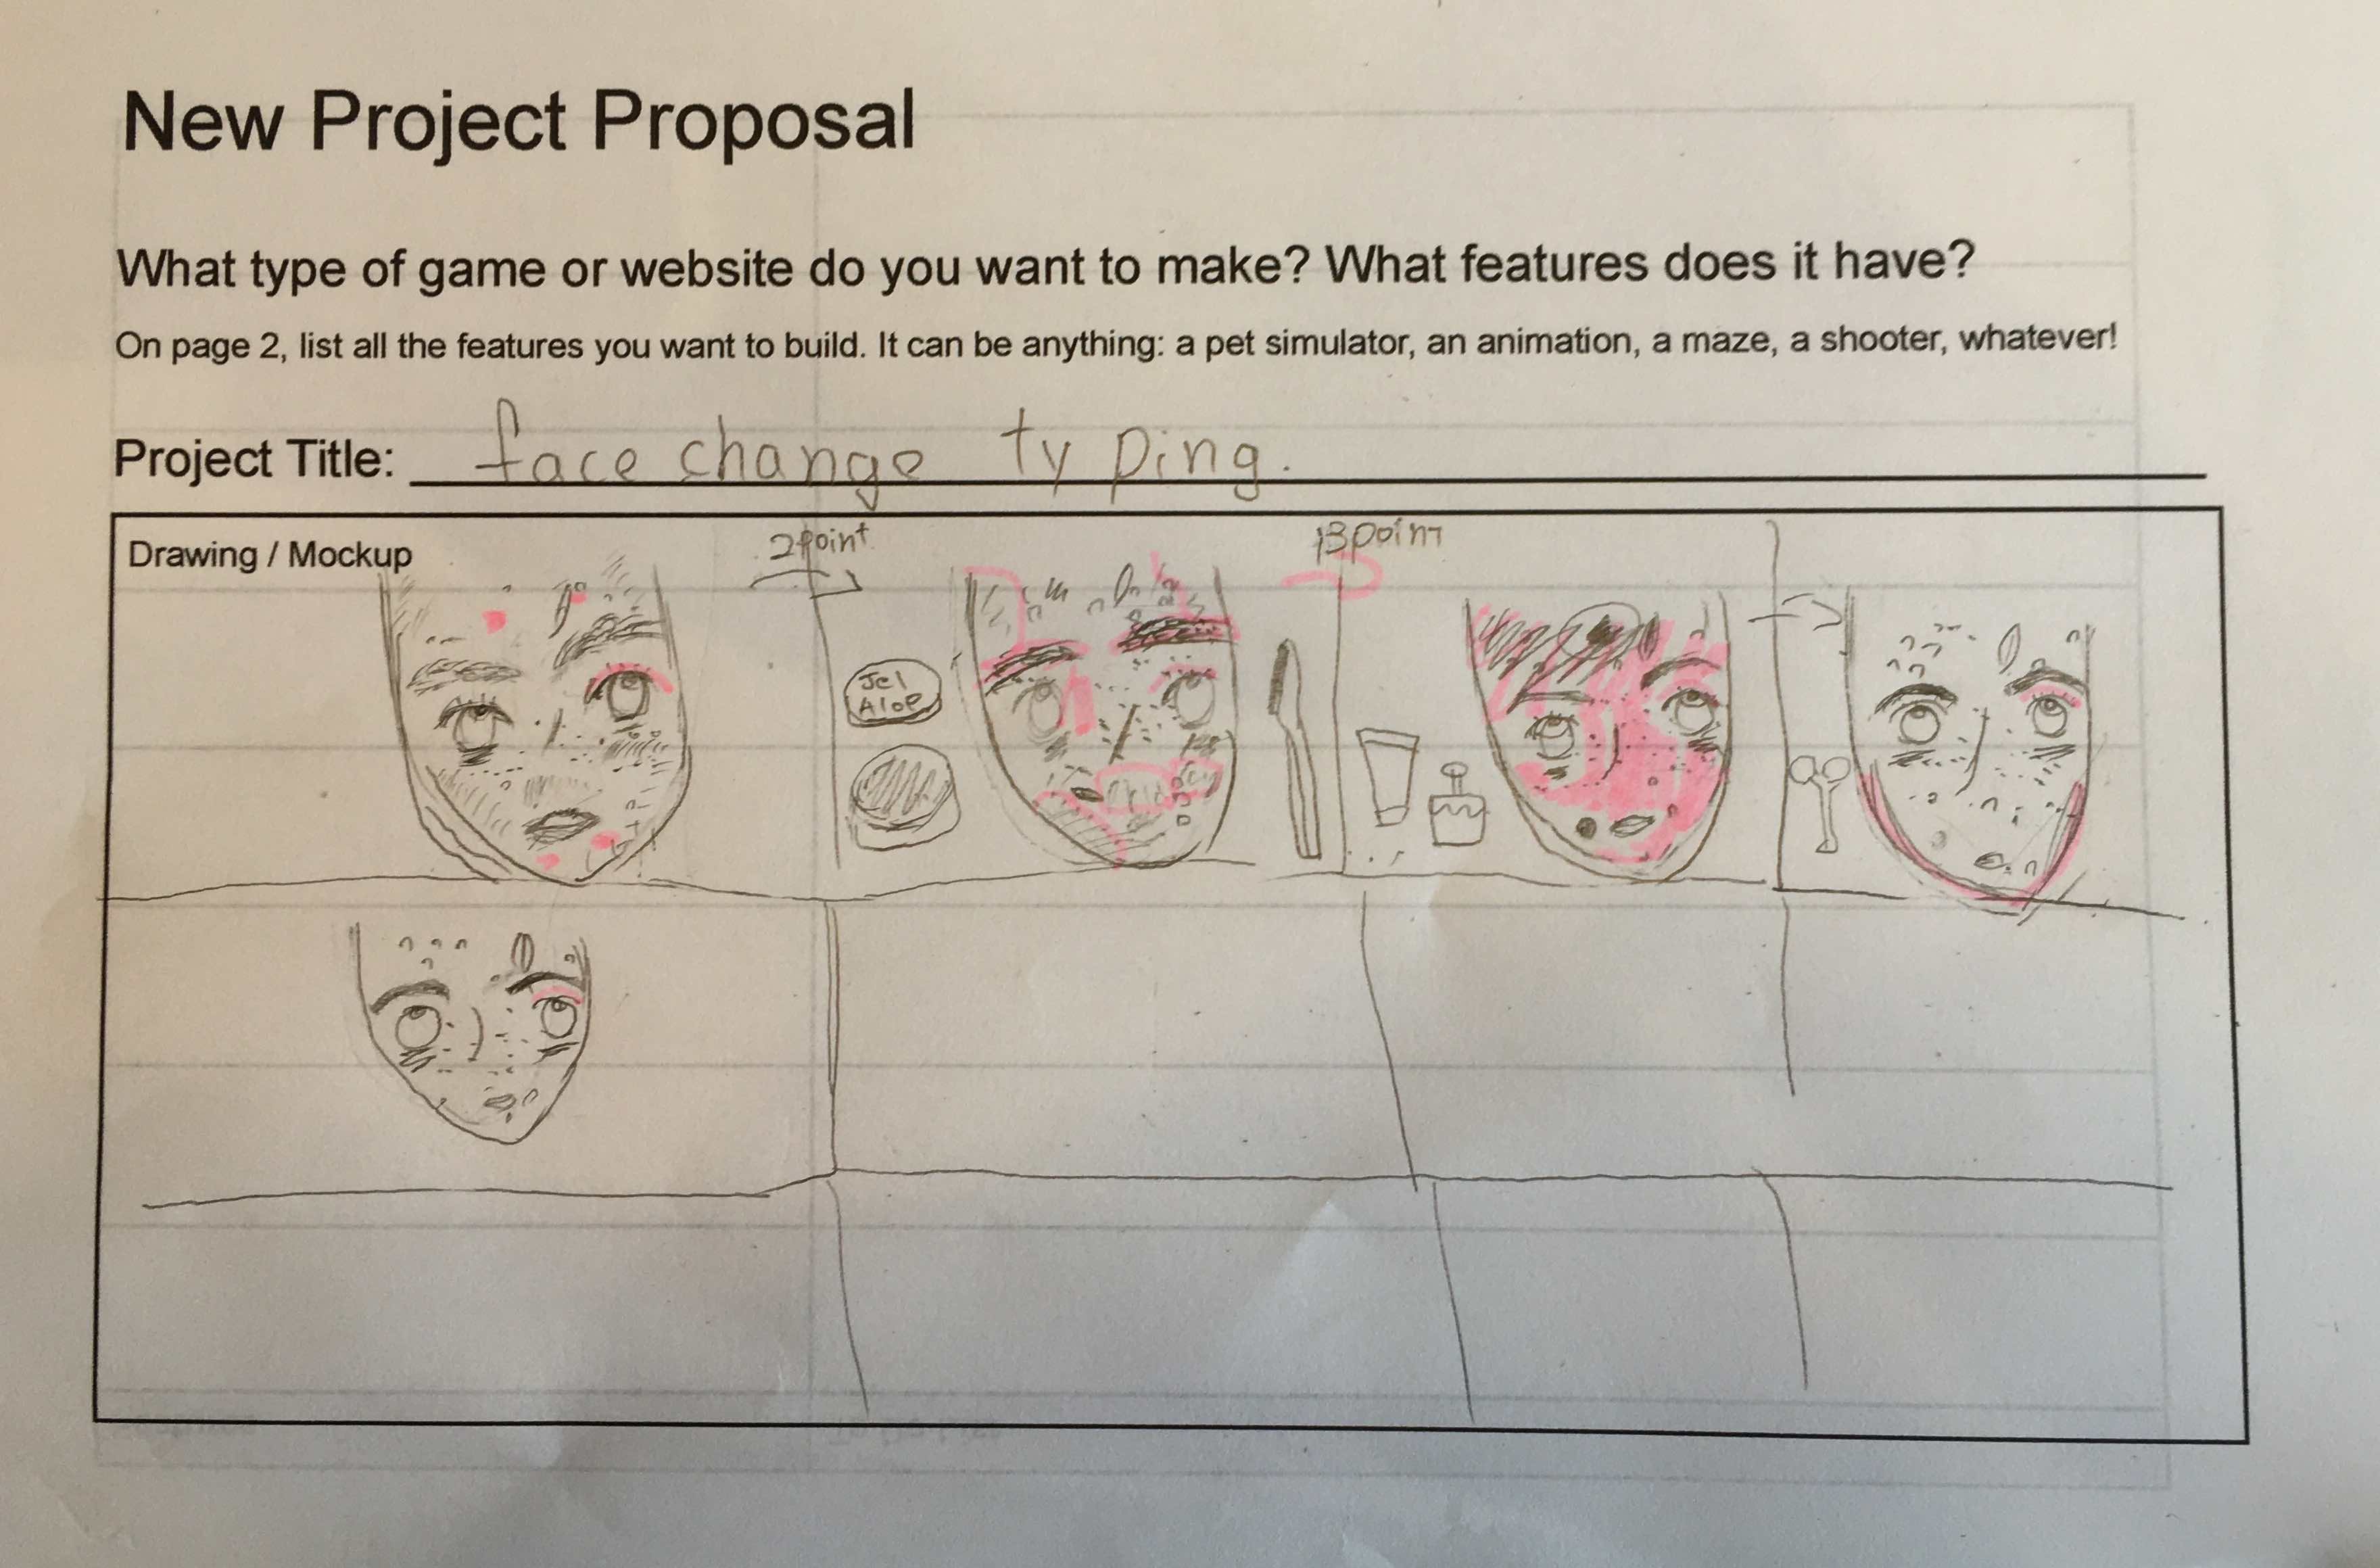 New Project Proposal
What type of game or website do you want to make? What features does it have?
On page 2, list all the features you want to build. It can be anything: a pet simulator, an animation, a maze, a shooter, whatever!
Project Title: face change typing.
Drawing / Mockup
2point
13point
Jel
Aloe